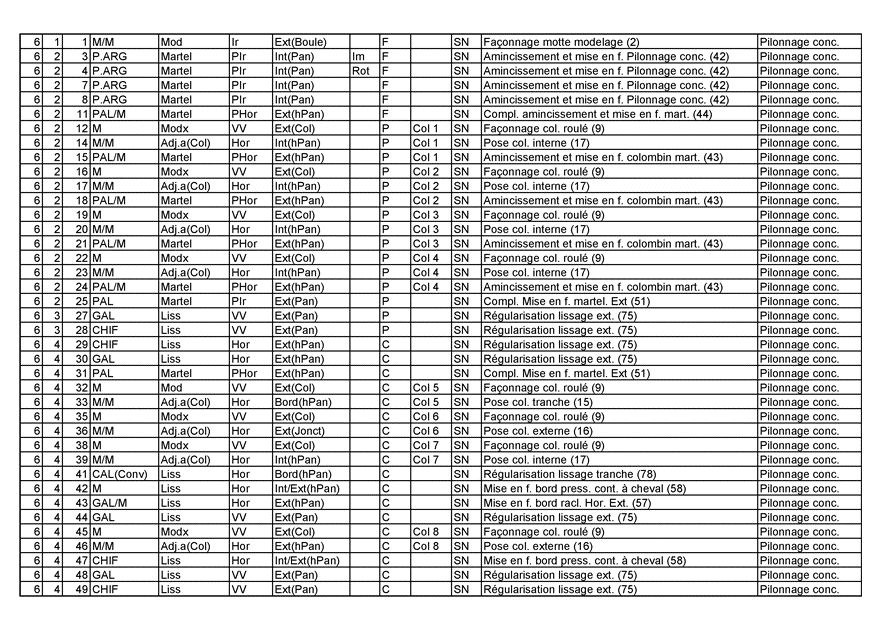 6 1 1 M/M Mod Ir Ext(Boule) F SN Façonnage motte modelage (2) Pilonnage conc.
6 2 3 P.ARG Martel PIr Int(Pan) Im F SN Amincissement et mise en f. Pilonnage conc. (42) Pilonnage conc.
6 2 4 P.ARG Martel PIr Int(Pan) Rot F SN Amincissement et mise en f. Pilonnage conc. (42) Pilonnage conc.
6 2 7 P.ARG Martel PIr Int(Pan) F SN Amincissement et mise en f. Pilonnage conc. (42) Pilonnage conc.
6 2 8 P.ARG Martel PIr Int(Pan) F SN Amincissement et mise en f. Pilonnage conc. (42) Pilonnage conc.
6 2 11 PAL/M Martel PHor Ext(hPan) F SN Compl. amincissement et mise en f. mart. (44) Pilonnage conc.
6 2 12 M Modx VV Ext(Col) P Col 1 SN Façonnage col. roulé (9) Pilonnage conc.
6 2 14 M/M Adj.a(Col) Hor Int(hPan) P Col 1 SN Pose col. interne (17) Pilonnage conc.
6 2 15 PAL/M Martel PHor Ext(hPan) P Col 1 SN Amincissement et mise en f. colombin mart. (43) Pilonnage conc.
6 2 16 M Modx VV Ext(Col) P Col 2 SN Façonnage col. roulé (9) Pilonnage conc.
6 2 17 M/M Adj.a(Col) Hor Int(hPan) P Col 2 SN Pose col. interne (17) Pilonnage conc.
6 2 18 PAL/M Martel PHor Ext(hPan) P Col 2 SN Amincissement et mise en f. colombin mart. (43) Pilonnage conc.
6 2 19 M Modx VV Ext(Col) P Col 3 SN Façonnage col. roulé (9) Pilonnage conc.
6 2 20 M/M Adj.a(Col) Hor Int(hPan) P Col 3 SN Pose col. interne (17) Pilonnage conc.
6 2 21 PAL/M Martel PHor Ext(hPan) P Col 3 SN Amincissement et mise en f. colombin mart. (43) Pilonnage conc.
6 2 22 M Modx VV Ext(Col) P Col 4 SN Façonnage col. roulé (9) Pilonnage conc.
6 2 23 M/M Adj.a(Col) Hor Int(hPan) P Col 4 SN Pose col. interne (17) Pilonnage conc.
6 2 24 PAL/M Martel PHor Ext(hPan) P Col 4 SN Amincissement et mise en f. colombin mart. (43) Pilonnage conc.
6 2 25 PAL Martel PIr Ext(Pan) P SN Compl. Mise en f. martel. Ext (51) Pilonnage conc.
6 3 27 GAL Liss VV Ext(Pan) P SN Régularisation lissage ext. (75) Pilonnage conc.
6 3 28 CHIF Liss VV Ext(Pan) P SN Régularisation lissage ext. (75) Pilonnage conc.
6 4 29 CHIF Liss Hor Ext(hPan) C SN Régularisation lissage ext. (75) Pilonnage conc.
6 4 30 GAL Liss Hor Ext(hPan) C SN Régularisation lissage ext. (75) Pilonnage conc.
6 4 31 PAL Martel PHor Ext(hPan) C SN Compl. Mise en f. martel. Ext (51) Pilonnage conc.
6 4 32 M Mod VV Ext(Col) C Col 5 SN Façonnage col. roulé (9) Pilonnage conc.
6 4 33 M/M Adj.a(Col) Hor Bord(hPan) C Col 5 SN Pose col. tranche (15) Pilonnage conc.
6 4 35 M Modx VV Ext(Col) C Col 6 SN Façonnage col. roulé (9) Pilonnage conc.
6 4 36 M/M Adj.a(Col) Hor Ext(Jonct) C Col 6 SN Pose col. externe (16) Pilonnage conc.
6 4 38 M Modx VV Ext(Col) C Col 7 SN Façonnage col. roulé (9) Pilonnage conc.
6 4 39 M/M Adj.a(Col) Hor Int(hPan) C Col 7 SN Pose col. interne (17) Pilonnage conc.
6 4 41 CAL(Conv) Liss Hor Bord(hPan) C SN Régularisation lissage tranche (78) Pilonnage conc.
6 4 42 M Liss Hor Int/Ext(hPan) C SN Mise en f. bord press. cont. à cheval (58) Pilonnage conc.
6 4 43 GAL/M Liss Hor Ext(hPan) C SN Mise en f. bord racl. Hor. Ext. (57) Pilonnage conc.
6 4 44 GAL Liss VV Ext(Pan) C SN Régularisation lissage ext. (75) Pilonnage conc.
6 4 45 M Modx VV Ext(Col) C Col 8 SN Façonnage col. roulé (9) Pilonnage conc.
6 4 46 M/M Adj.a(Col) Hor Ext(hPan) C Col 8 SN Pose col. externe (16) Pilonnage conc.
6 4 47 CHIF Liss Hor Int/Ext(hPan) C SN Mise en f. bord press. cont. à cheval (58) Pilonnage conc.
6 4 48 GAL Liss VV Ext(Pan) C SN Régularisation lissage ext. (75) Pilonnage conc.
6 4 49 CHIF Liss VV Ext(Pan) C SN Régularisation lissage ext. (75) Pilonnage conc.